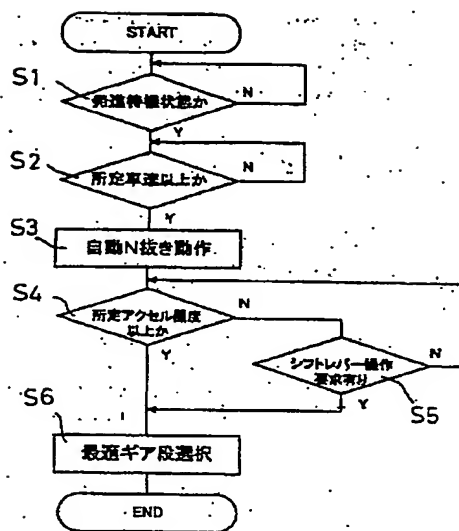 START
S1
発進待機状態か
N
Y
S2
所定車速以上か
N
Y
S3
自動N抜き動作
S4
所定アクセル開度
以上か
N
Y
シフトレバー操作
要求有り
N
Y
S5
S6
最適ギア段選択
END